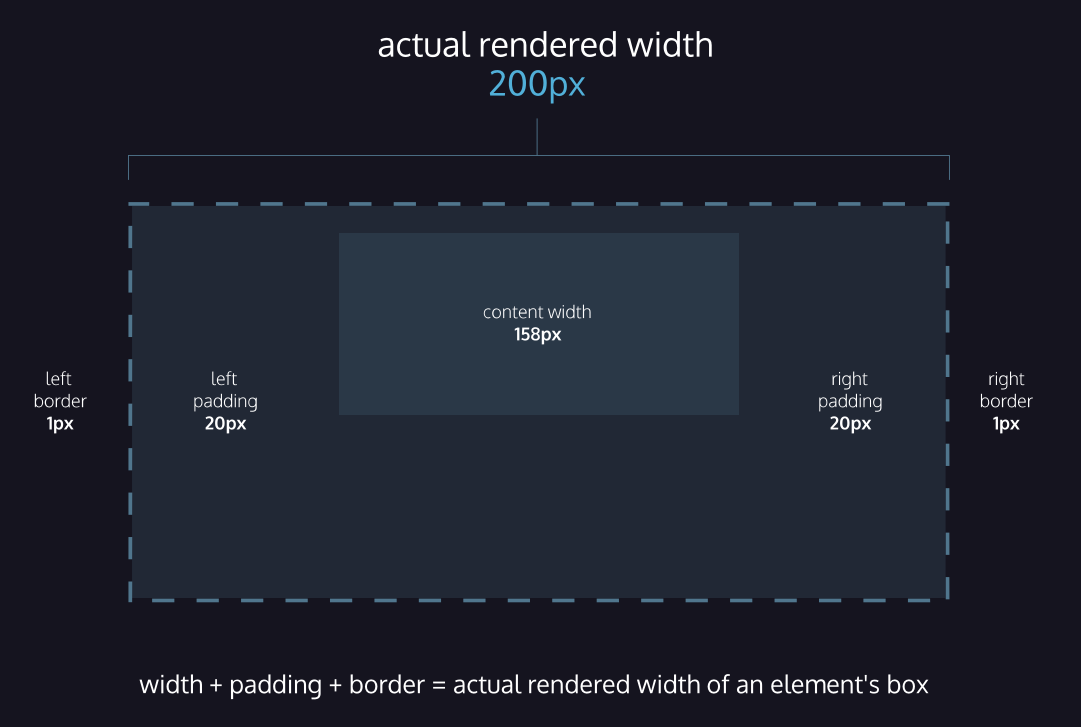 actual rendered width
200px
content width
158px
left
border
1px
left
padding
20px
right
padding
20px
right
border
1px
width + padding + border = actual rendered width of an element's box